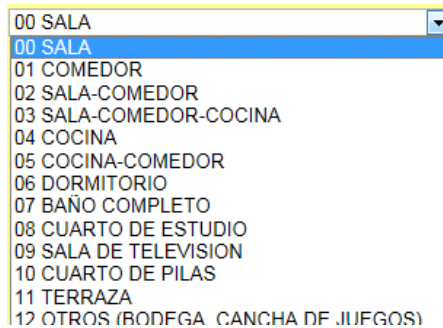 00 SALA
00 SALA
01 COMEDOR
02 SALA-COMEDOR
03 SALA-COMEDOR-COCINA
04 COCINA
05 COCINA-COMEDOR
06 DORMITORIO
07 BAÑO COMPLETO
08 CUARTO DE ESTUDIO
09 SALA DE TELEVISION
10 CUARTO DE PILAS
11 TERRAZA
12 OTROS (BODEGA, CANCHA DE JUEGOS)